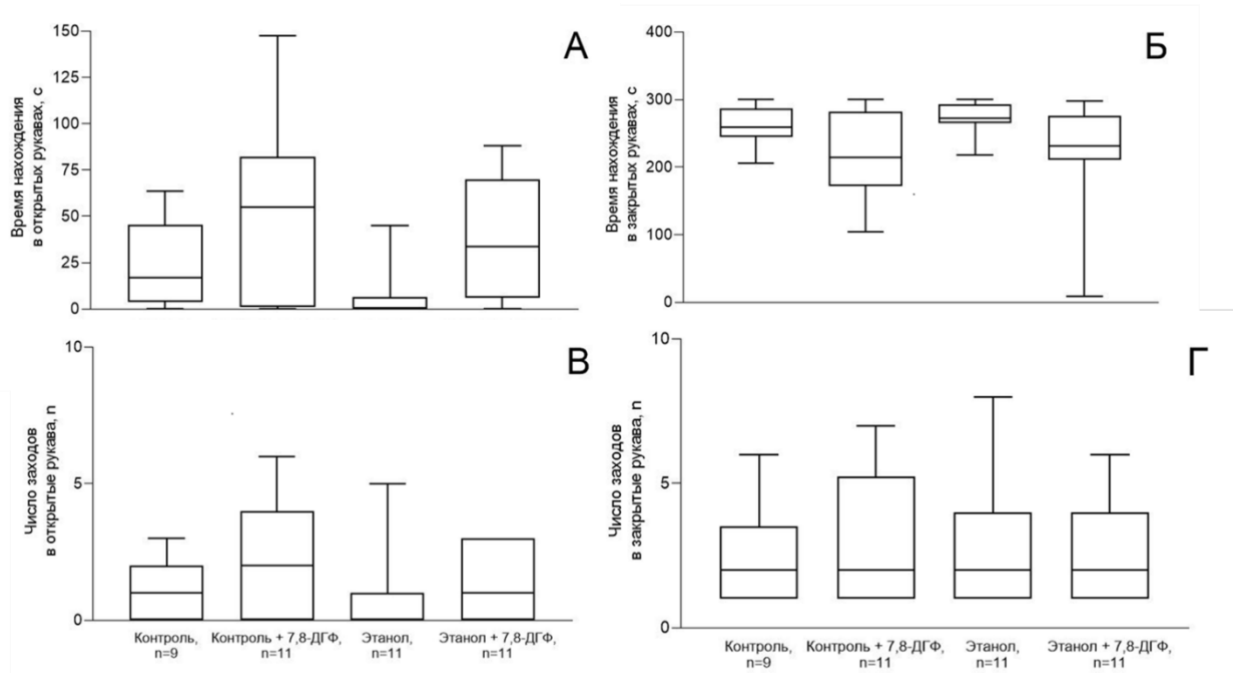 А
Время нахождения
в открытых рукавах, с
150
125
100
75
50
25
0
Б
Время нахождения
в закрытых рукавах, с
400
300
200
100
0
В
Число заходов
в открытые рукава, n
10
5
0
Контроль,
n=9
Контроль + 7,8-ДГФ,
n=11
Этанол,
n=11
Этанол + 7,8-ДГФ,
n=11
Г
Число заходов
в закрытые рукава, n
10
5
0
Контроль,
n=9
Контроль + 7,8-ДГФ,
n=11
Этанол,
n=11
Этанол + 7,8-ДГФ,
n=11